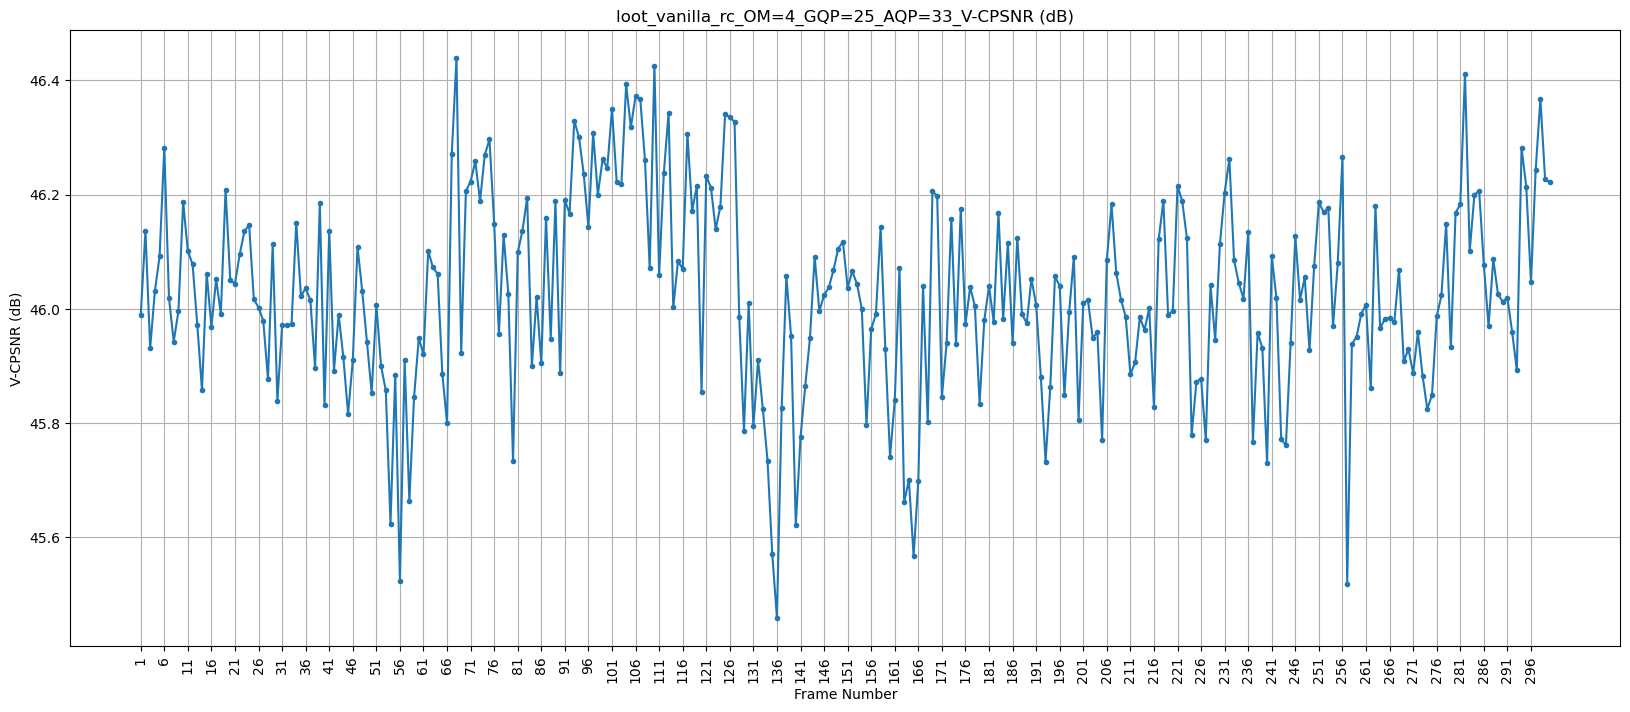 loot_vanilla_rc_OM=4_GQP=25_AQP=33_V-CPSNR (dB)
V-CPSNR (dB)
46.4
46.2
46.0
45.8
45.6
1 6 11 16 21 26 31 36 41 46 51 56 61 66 71 76 81 86 91 96 101 106 111 116 121 126 131 136 141 146 151 156 161 166 171 176 181 186 191 196 201 206 211 216 221 226 231 236 241 246 251 256 261 266 271 276 281 286 291 296
Frame Number